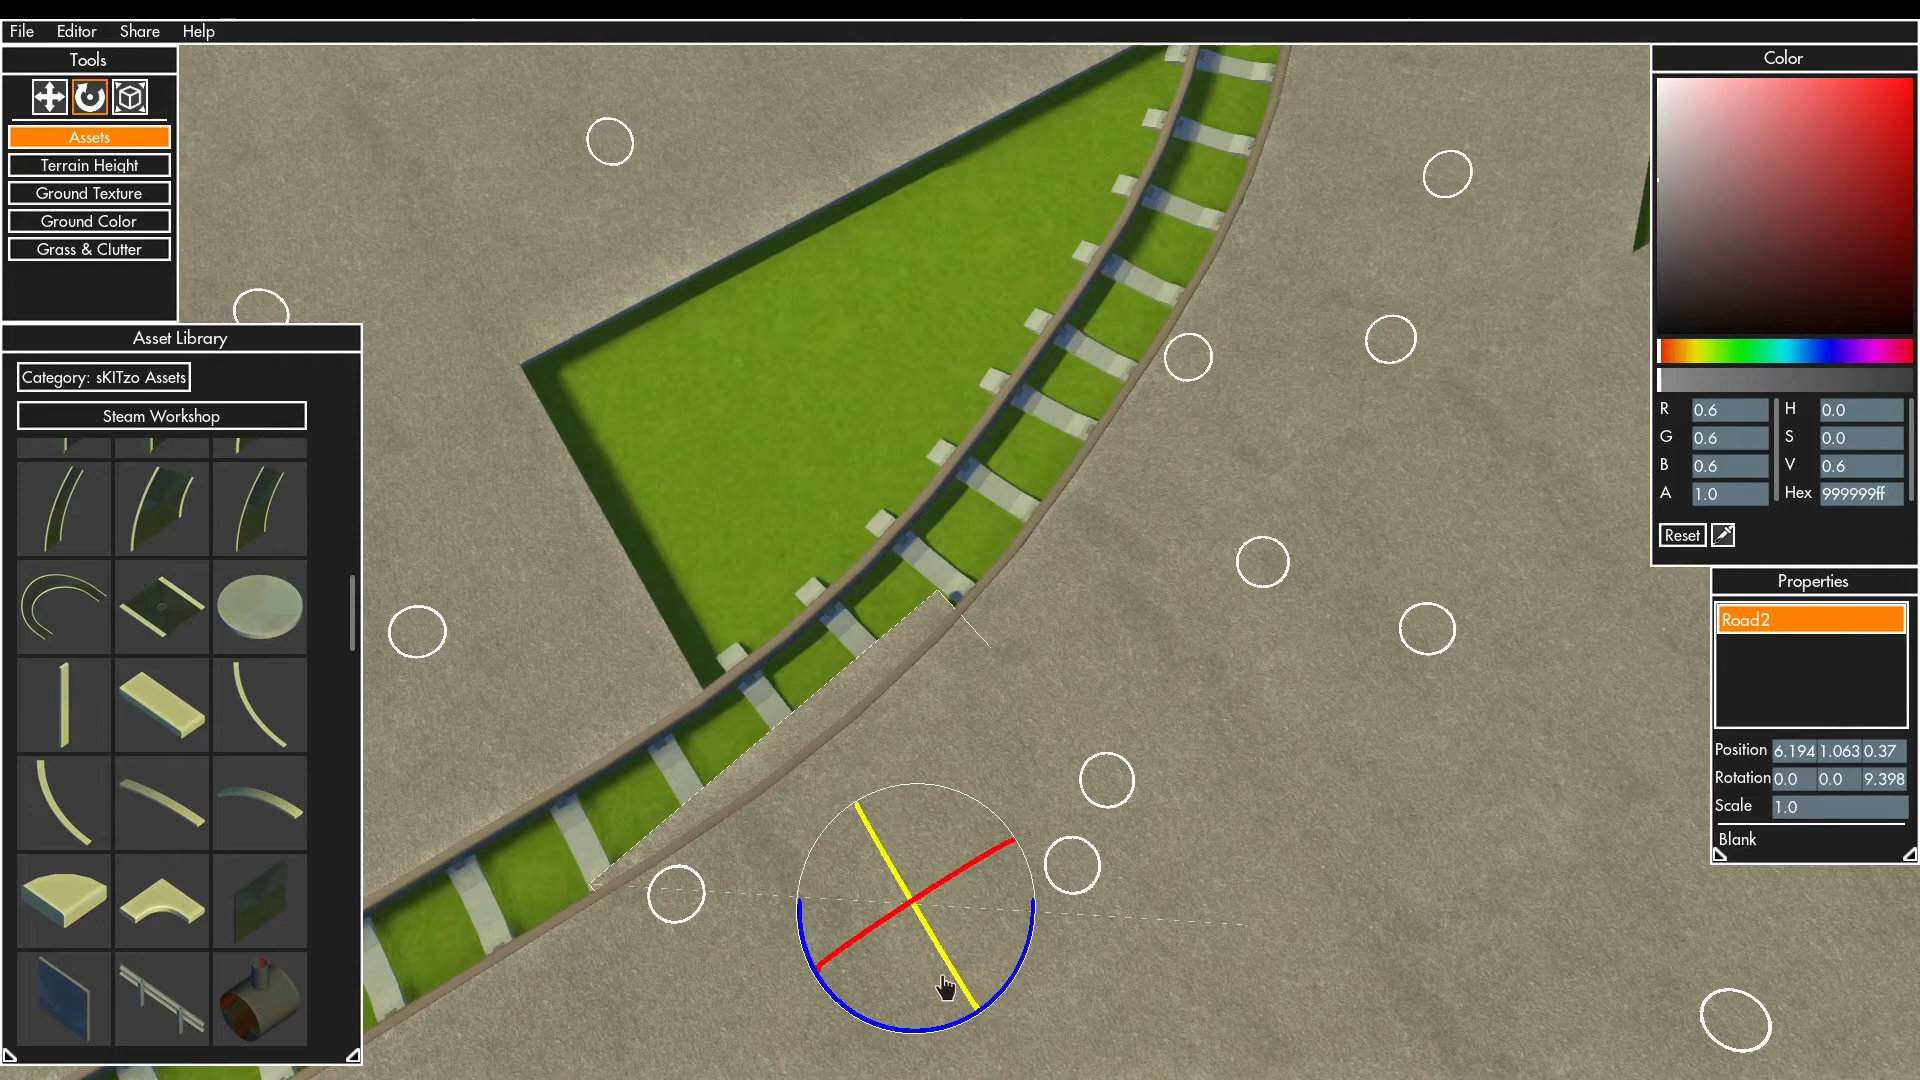 File Editor Share Help
Tools
Assets
Terrain Height
Ground Texture
Ground Color
Grass & Clutter
Asset Library
Category: sKITzo Assets
Steam Workshop
Color
R 0.6 H 0.0
G 0.6 S 0.0
B 0.6 V 0.6
A 1.0 Hex 999999ff
Reset
Properties
Road2
Position 6.194 1.063 0.37
Rotation 0.0 0.0 9.398
Scale 1.0
Blank